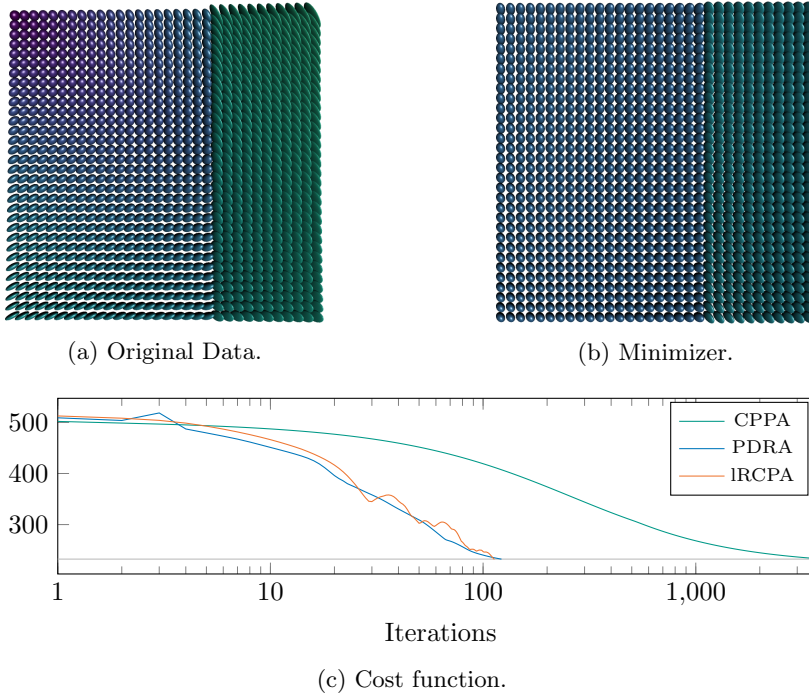 (a) Original Data.
(b) Minimizer.
500
400
300
CPPA
PDRA
lRCPA
1
10
100
1,000
Iterations
(c) Cost function.